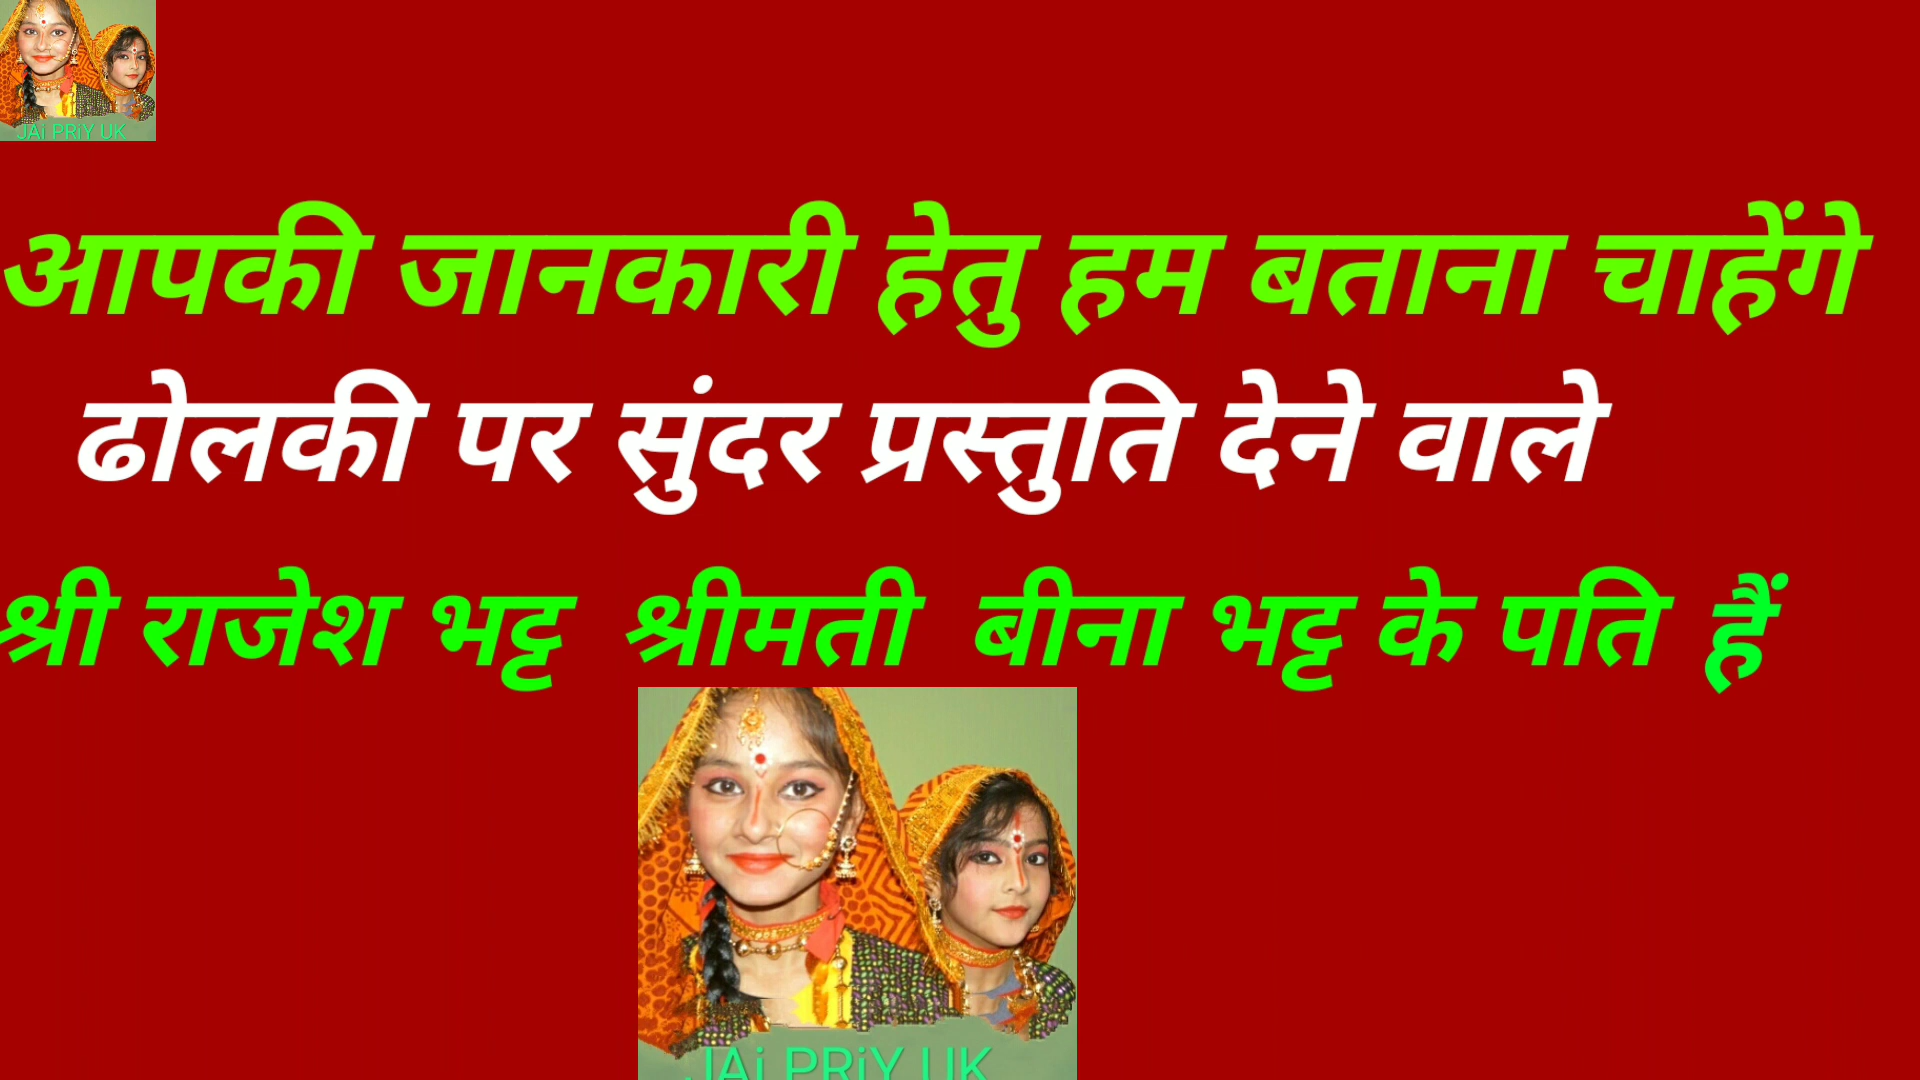 JAi PRiY UK
आपकी जानकारी हेतु हम बताना चाहेंगे
ढोलकी पर सुंदर प्रस्तुति देने वाले
श्री राजेश भट्ट श्रीमती बीना भट्ट के पति हैं
JAi PRiY UK